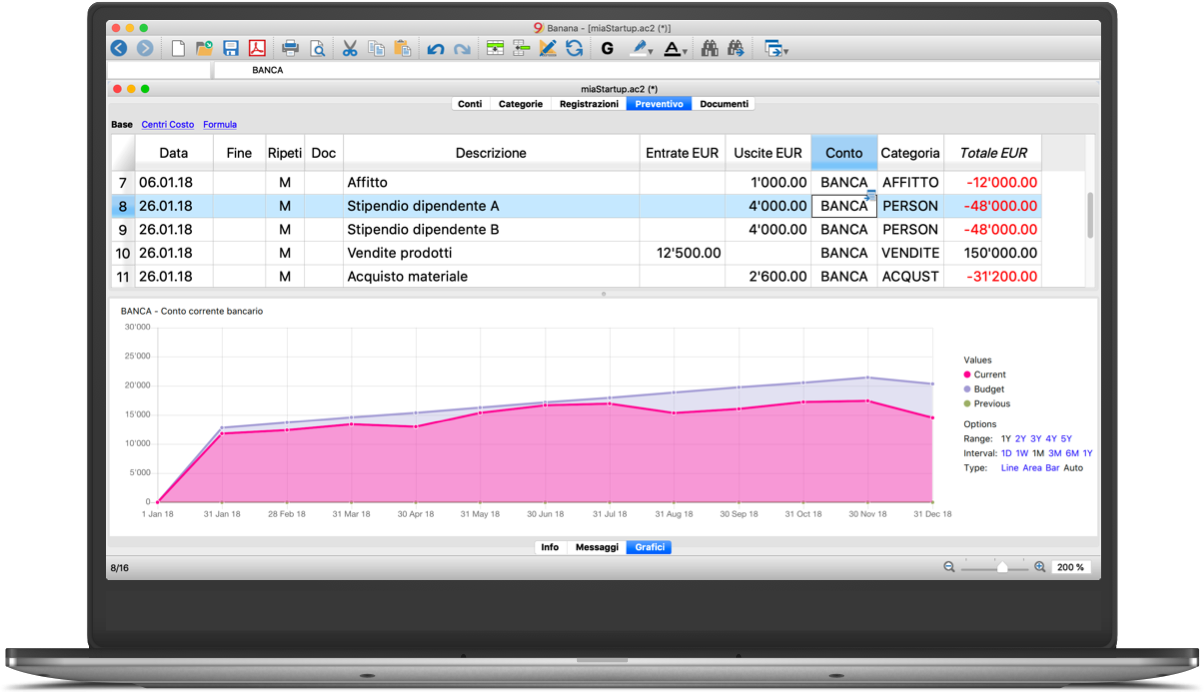 Banana - [miaStartup.ac2 (*)]
G A
BANCA
miaStartup.ac2 (*)
Conti Categorie Registrazioni Preventivo Documenti
Base Centri Costo Formula
Data Fine Ripeti Doc Descrizione Entrate EUR Uscite EUR Conto Categoria Totale EUR
7 06.01.18 M Affitto 1'000.00 BANCA AFFITTO -12'000.00
8 26.01.18 M Stipendio dipendente A 4'000.00 BANCA PERSON -48'000.00
9 26.01.18 M Stipendio dipendente B 4'000.00 BANCA PERSON -48'000.00
10 26.01.18 M Vendite prodotti 12'500.00 BANCA VENDITE 150'000.00
11 26.01.18 M Acquisto materiale 2'600.00 BANCA ACQUST -31'200.00
BANCA - Conto corrente bancario
30'000
25'000
20'000
15'000
10'000
5'000
0
1 Jan 18 31 Jan 18 28 Feb 18 31 Mar 18 30 Apr 18 31 May 18 30 Jun 18 31 Jul 18 31 Aug 18 30 Sep 18 31 Oct 18 30 Nov 18 31 Dec 18
Values
Current
Budget
Previous
Options
Range: 1Y 2Y 3Y 4Y 5Y
Interval: 1D 1W 1M 3M 6M 1Y
Type: Line Area Bar Auto
Info Messaggi Grafici
8/16 200 %